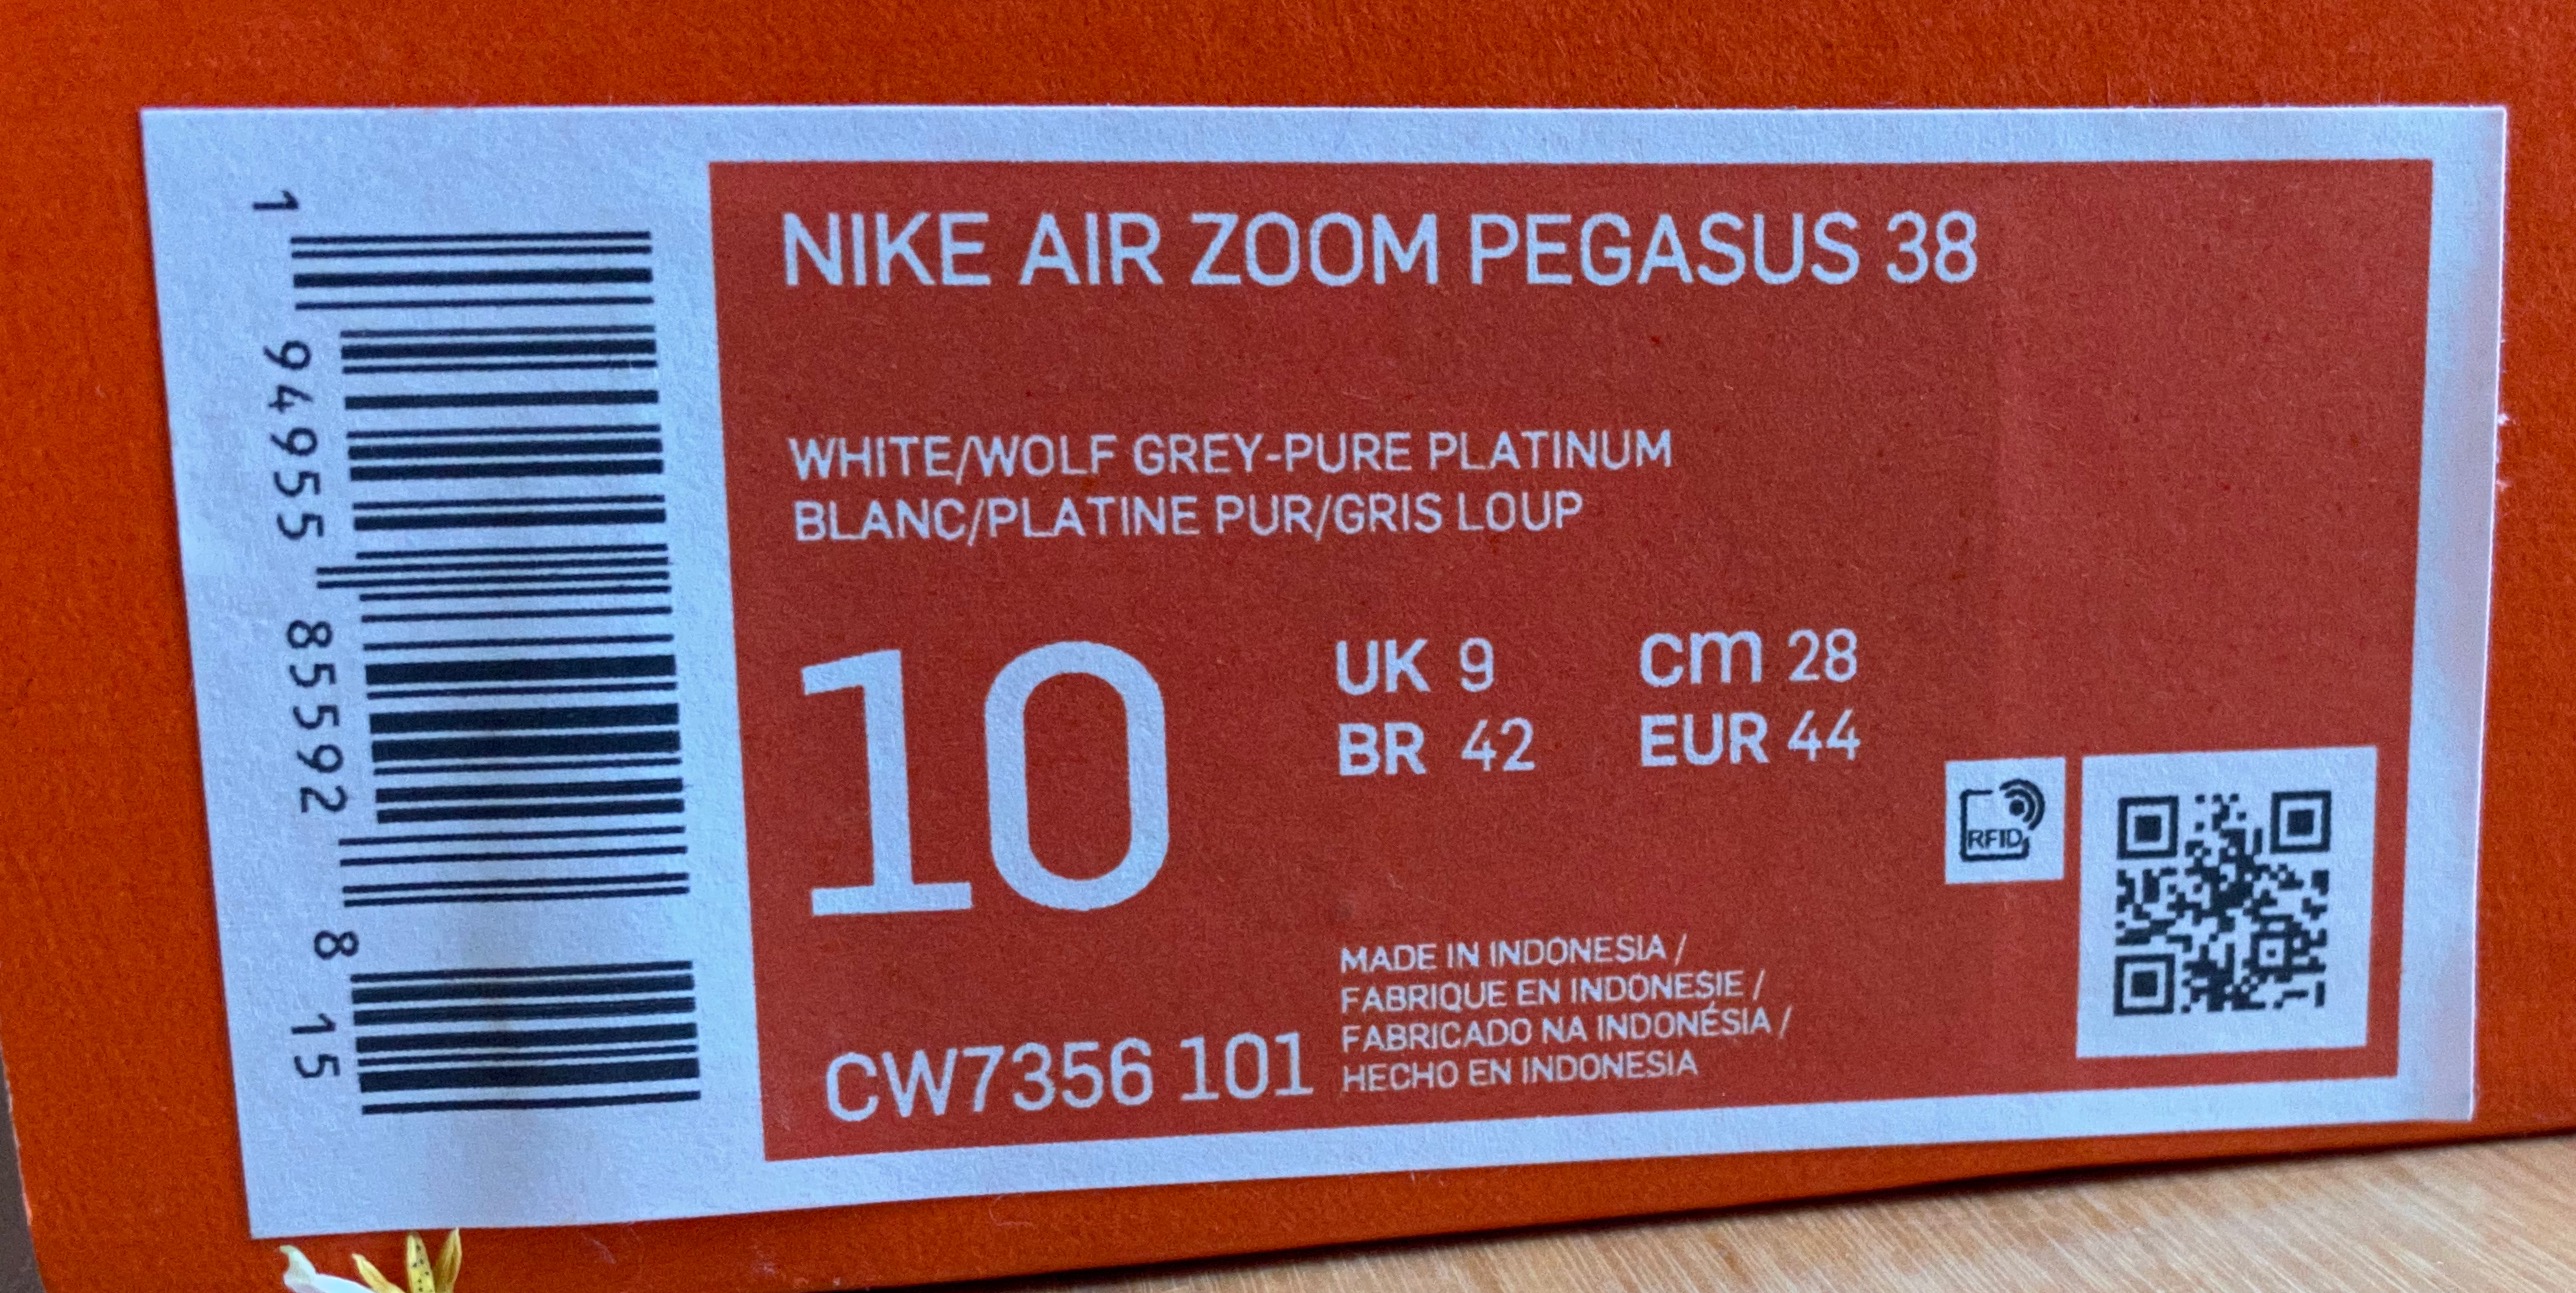 1 94955 85592 8 15
NIKE AIR ZOOM PEGASUS 38
WHITE/WOLF GREY-PURE PLATINUM
BLANC/PLATINE PUR/GRIS LOUP
10
UK 9 cm 28
BR 42 EUR 44
RFID
CW7356 101
MADE IN INDONESIA /
FABRIQUE EN INDONESIE /
FABRICADO NA INDONÉSIA /
HECHO EN INDONESIA